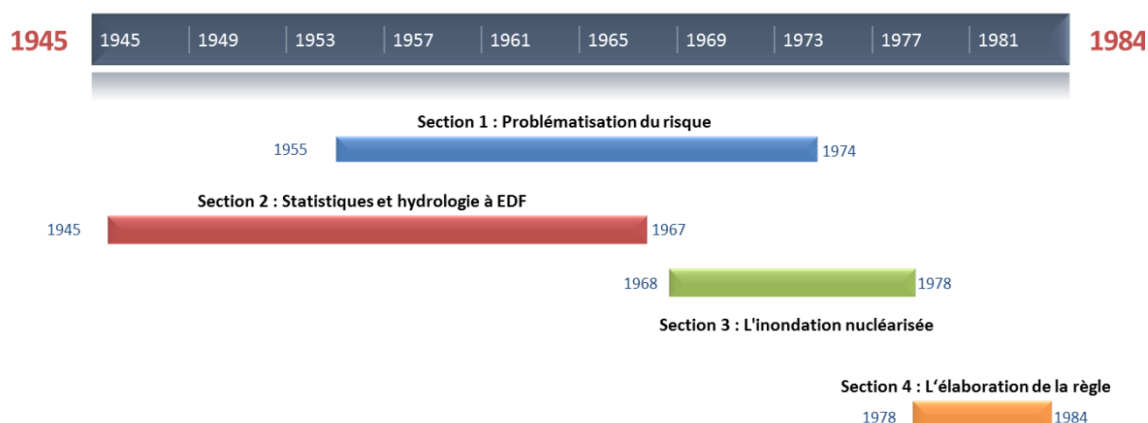 1945 1945 1949 1953 1957 1961 1965 1969 1973 1977 1981 1984
Section 1 : Problématisation du risque
1955 1974
Section 2 : Statistiques et hydrologie à EDF
1945 1967
1968 1978
Section 3 : L'inondation nucléarisée
Section 4 : L‘élaboration de la règle
1978 1984